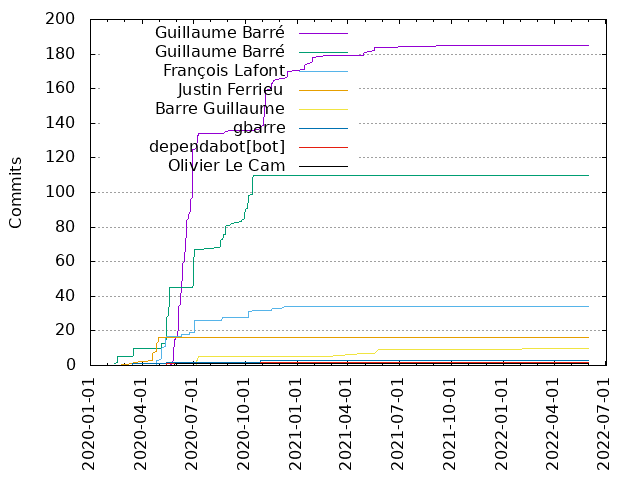 200
180
160
140
120
100
80
60
40
20
0
Commits
Guillaume Barré
Guillaume Barré
François Lafont
Justin Ferrieu
Barre Guillaume
gbarre
dependabot[bot]
Olivier Le Cam
2020-01-01
2020-04-01
2020-07-01
2020-10-01
2021-01-01
2021-04-01
2021-07-01
2021-10-01
2022-01-01
2022-04-01
2022-07-01